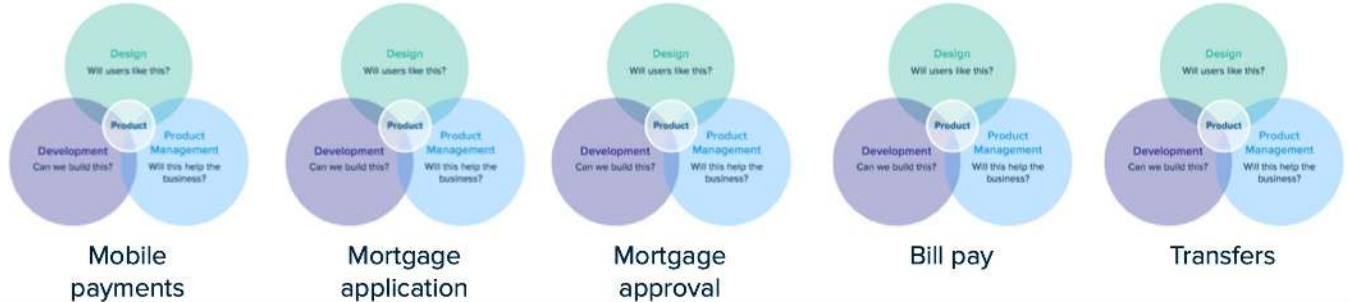 Design
Will users like this?
Product
Development
Can we build this?
Product
Management
Will this help the
business?
Mobile
payments
Design
Will users like this?
Product
Development
Can we build this?
Product
Management
Will this help the
business?
Mortgage
application
Design
Will users like this?
Product
Development
Can we build this?
Product
Management
Will this help the
business?
Mortgage
approval
Design
Will users like this?
Product
Development
Can we build this?
Product
Management
Will this help the
business?
Bill pay
Design
Will users like this?
Product
Development
Can we build this?
Product
Management
Will this help the
business?
Transfers